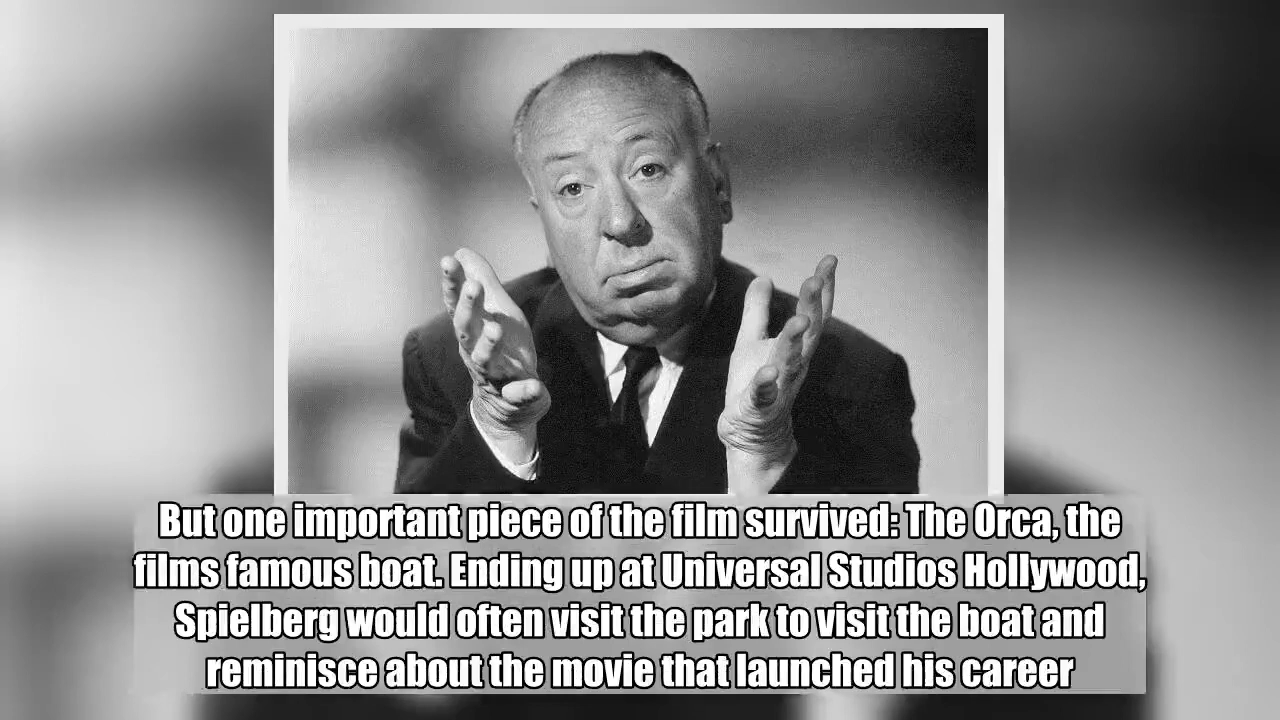 But one important piece of the film survived: The Orca, the
films famous boat. Ending up at Universal Studios Hollywood,
Spielberg would often visit the park to visit the boat and
reminisce about the movie that launched his career